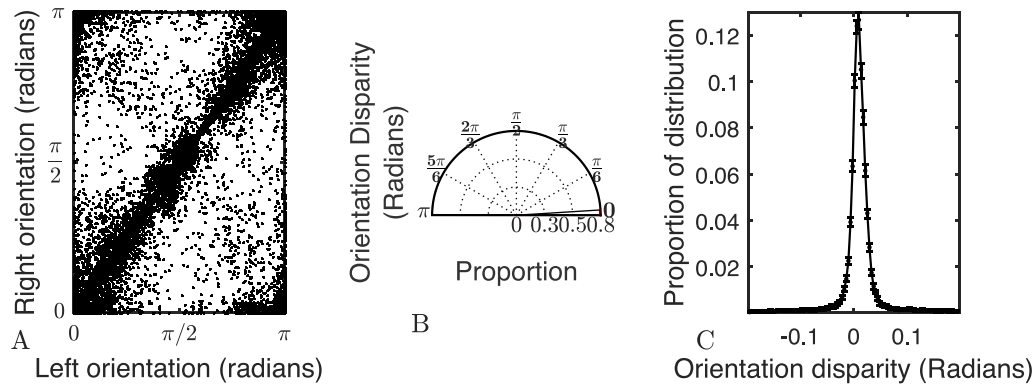 π
Right orientation (radians)
π/2
0
0
π/2
π
Left orientation (radians)
A
Orientation Disparity
(Radians)
π
5π/6
2π/3
π/2
π/3
π/6
0
0 0.30.50.8
Proportion
B
Proportion of distribution
0.12
0.1
0.08
0.06
0.04
0.02
-0.1 0 0.1
C
Orientation disparity (Radians)